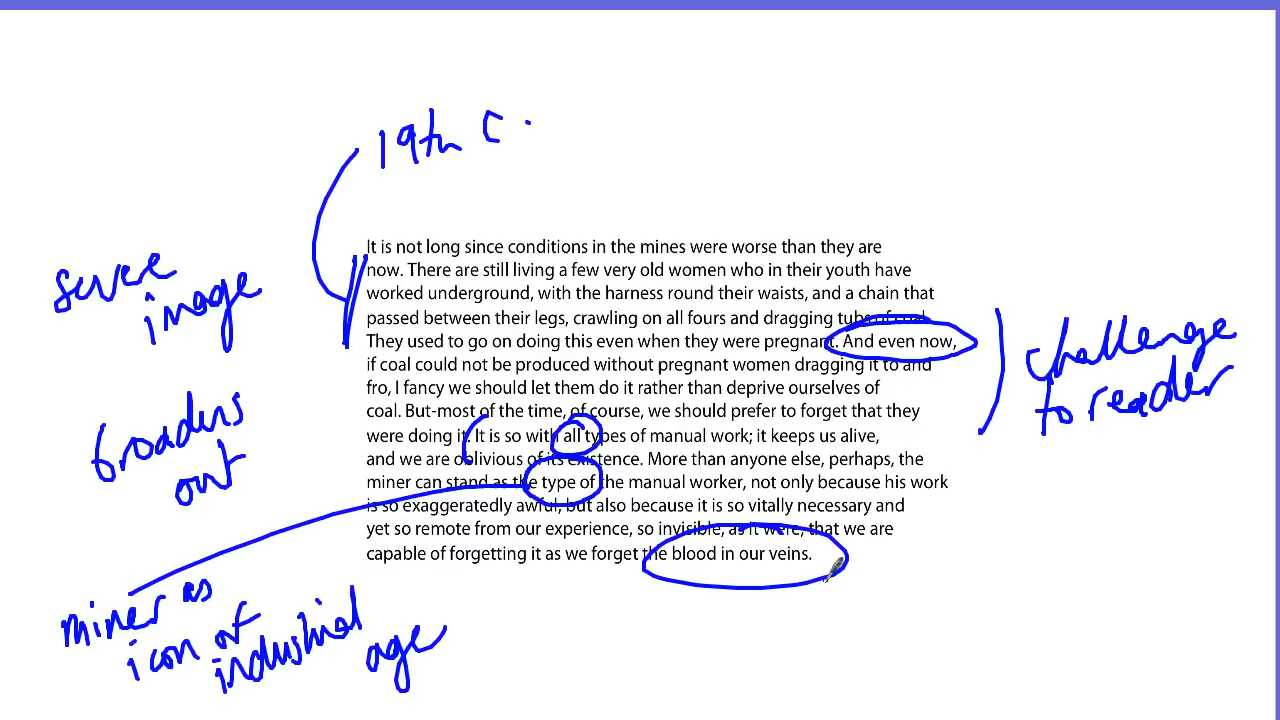 19th C.
It is not long since conditions in the mines were worse than they are
now. There are still living a few very old women who in their youth have
worked underground, with the harness round their waists, and a chain that
passed between their legs, crawling on all fours and dragging tubs of coal.
They used to go on doing this even when they were pregnant. And even now,
if coal could not be produced without pregnant women dragging it to and
fro, I fancy we should let them do it rather than deprive ourselves of
coal. But-most of the time, of course, we should prefer to forget that they
were doing it. It is so with all types of manual work; it keeps us alive,
and we are oblivious of its existence. More than anyone else, perhaps, the
miner can stand as the type of the manual worker, not only because his work
is so exaggeratedly awful, but also because it is so vitally necessary and
yet so remote from our experience, so invisible, as it were, that we are
capable of forgetting it as we forget the blood in our veins.
severe
image
broadens
out
miner as
icon of
industrial
age
challenge
to reader